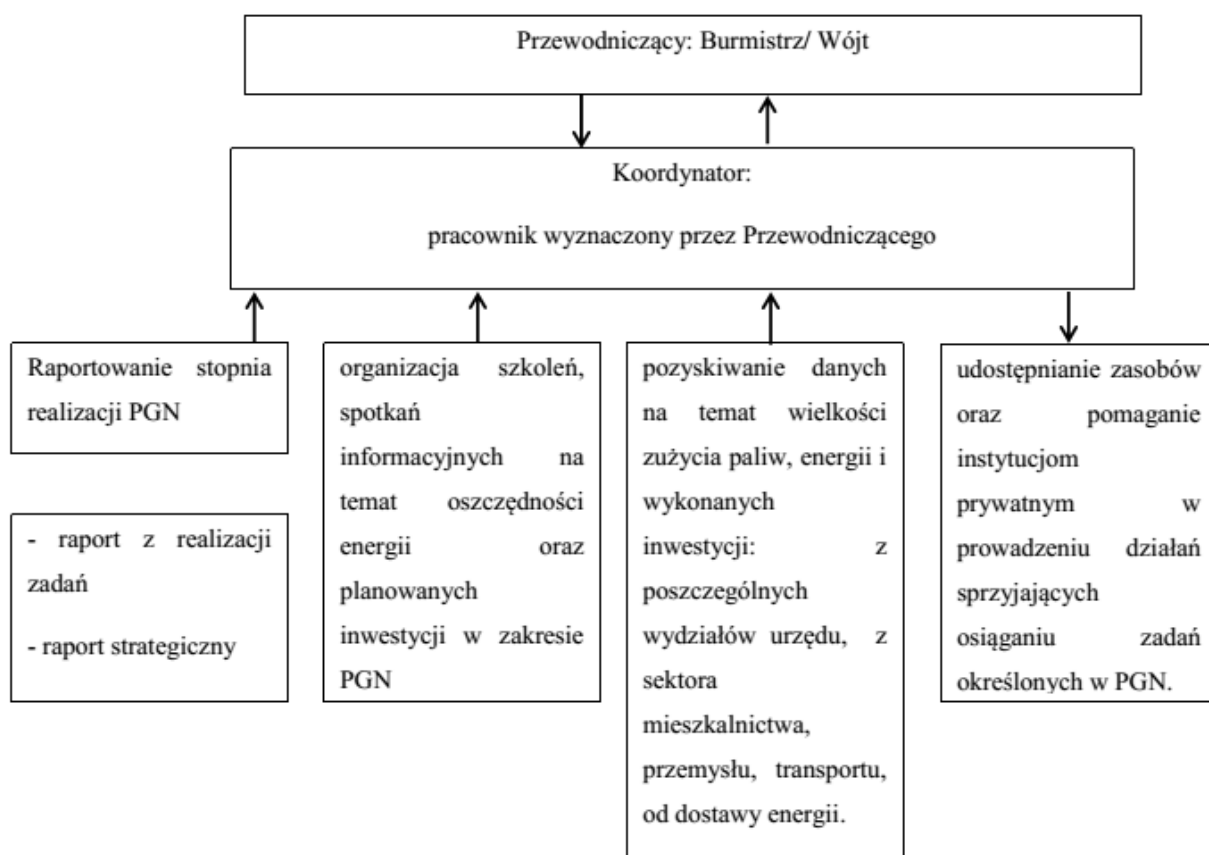 Przewodniczący: Burmistrz/ Wójt
Koordynator:
pracownik wyznaczony przez Przewodniczącego
Raportowanie stopnia
realizacji PGN
- raport z realizacji
zadań
- raport strategiczny
organizacja szkoleń,
spotkań
informacyjnych na
temat oszczędności
energii oraz
planowanych
inwestycji w zakresie
PGN
pozyskiwanie danych
na temat wielkości
zużycia paliw, energii i
wykonanych
inwestycji: z
poszczególnych
wydziałów urzędu, z
sektora
mieszkalnictwa,
przemysłu, transportu,
od dostawy energii.
udostępnianie zasobów
oraz pomaganie
instytucjom
prywatnym w
prowadzeniu działań
sprzyjających
osiąganiu zadań
określonych w PGN.